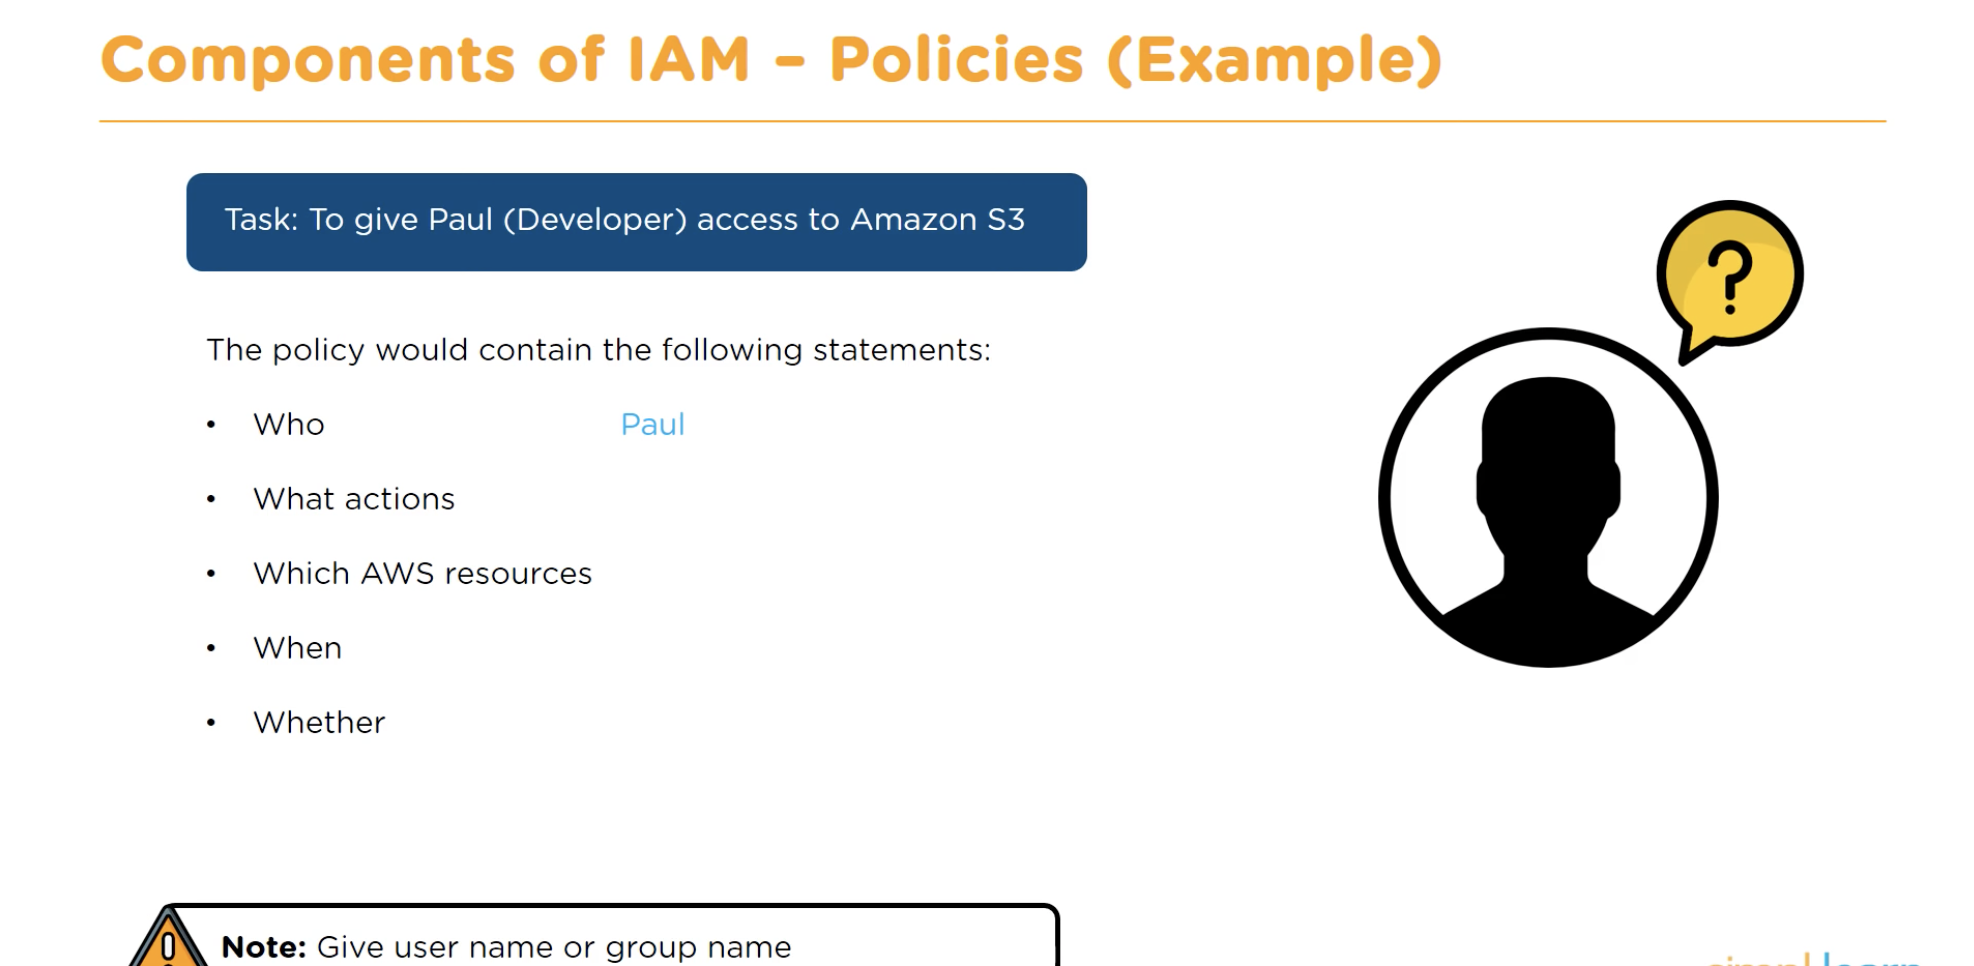 Components of IAM – Policies (Example)
Task: To give Paul (Developer) access to Amazon S3
The policy would contain the following statements:
• Who Paul
• What actions
• Which AWS resources
• When
• Whether
Note: Give user name or group name